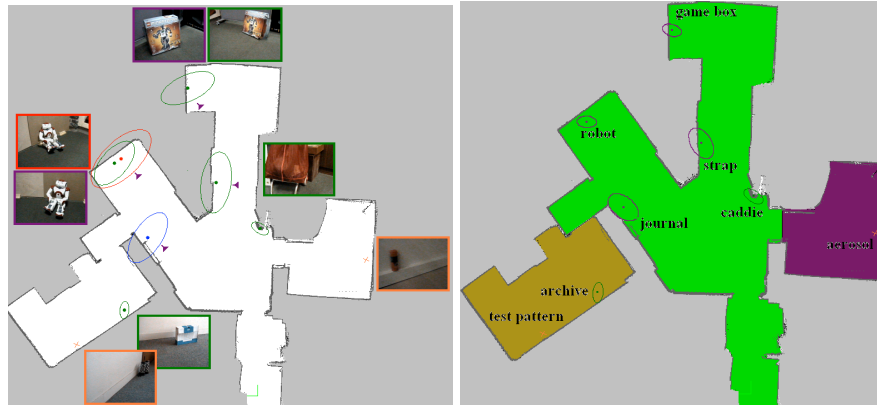 game box
robot
strap
caddie
journal
aerosol
archive
test pattern